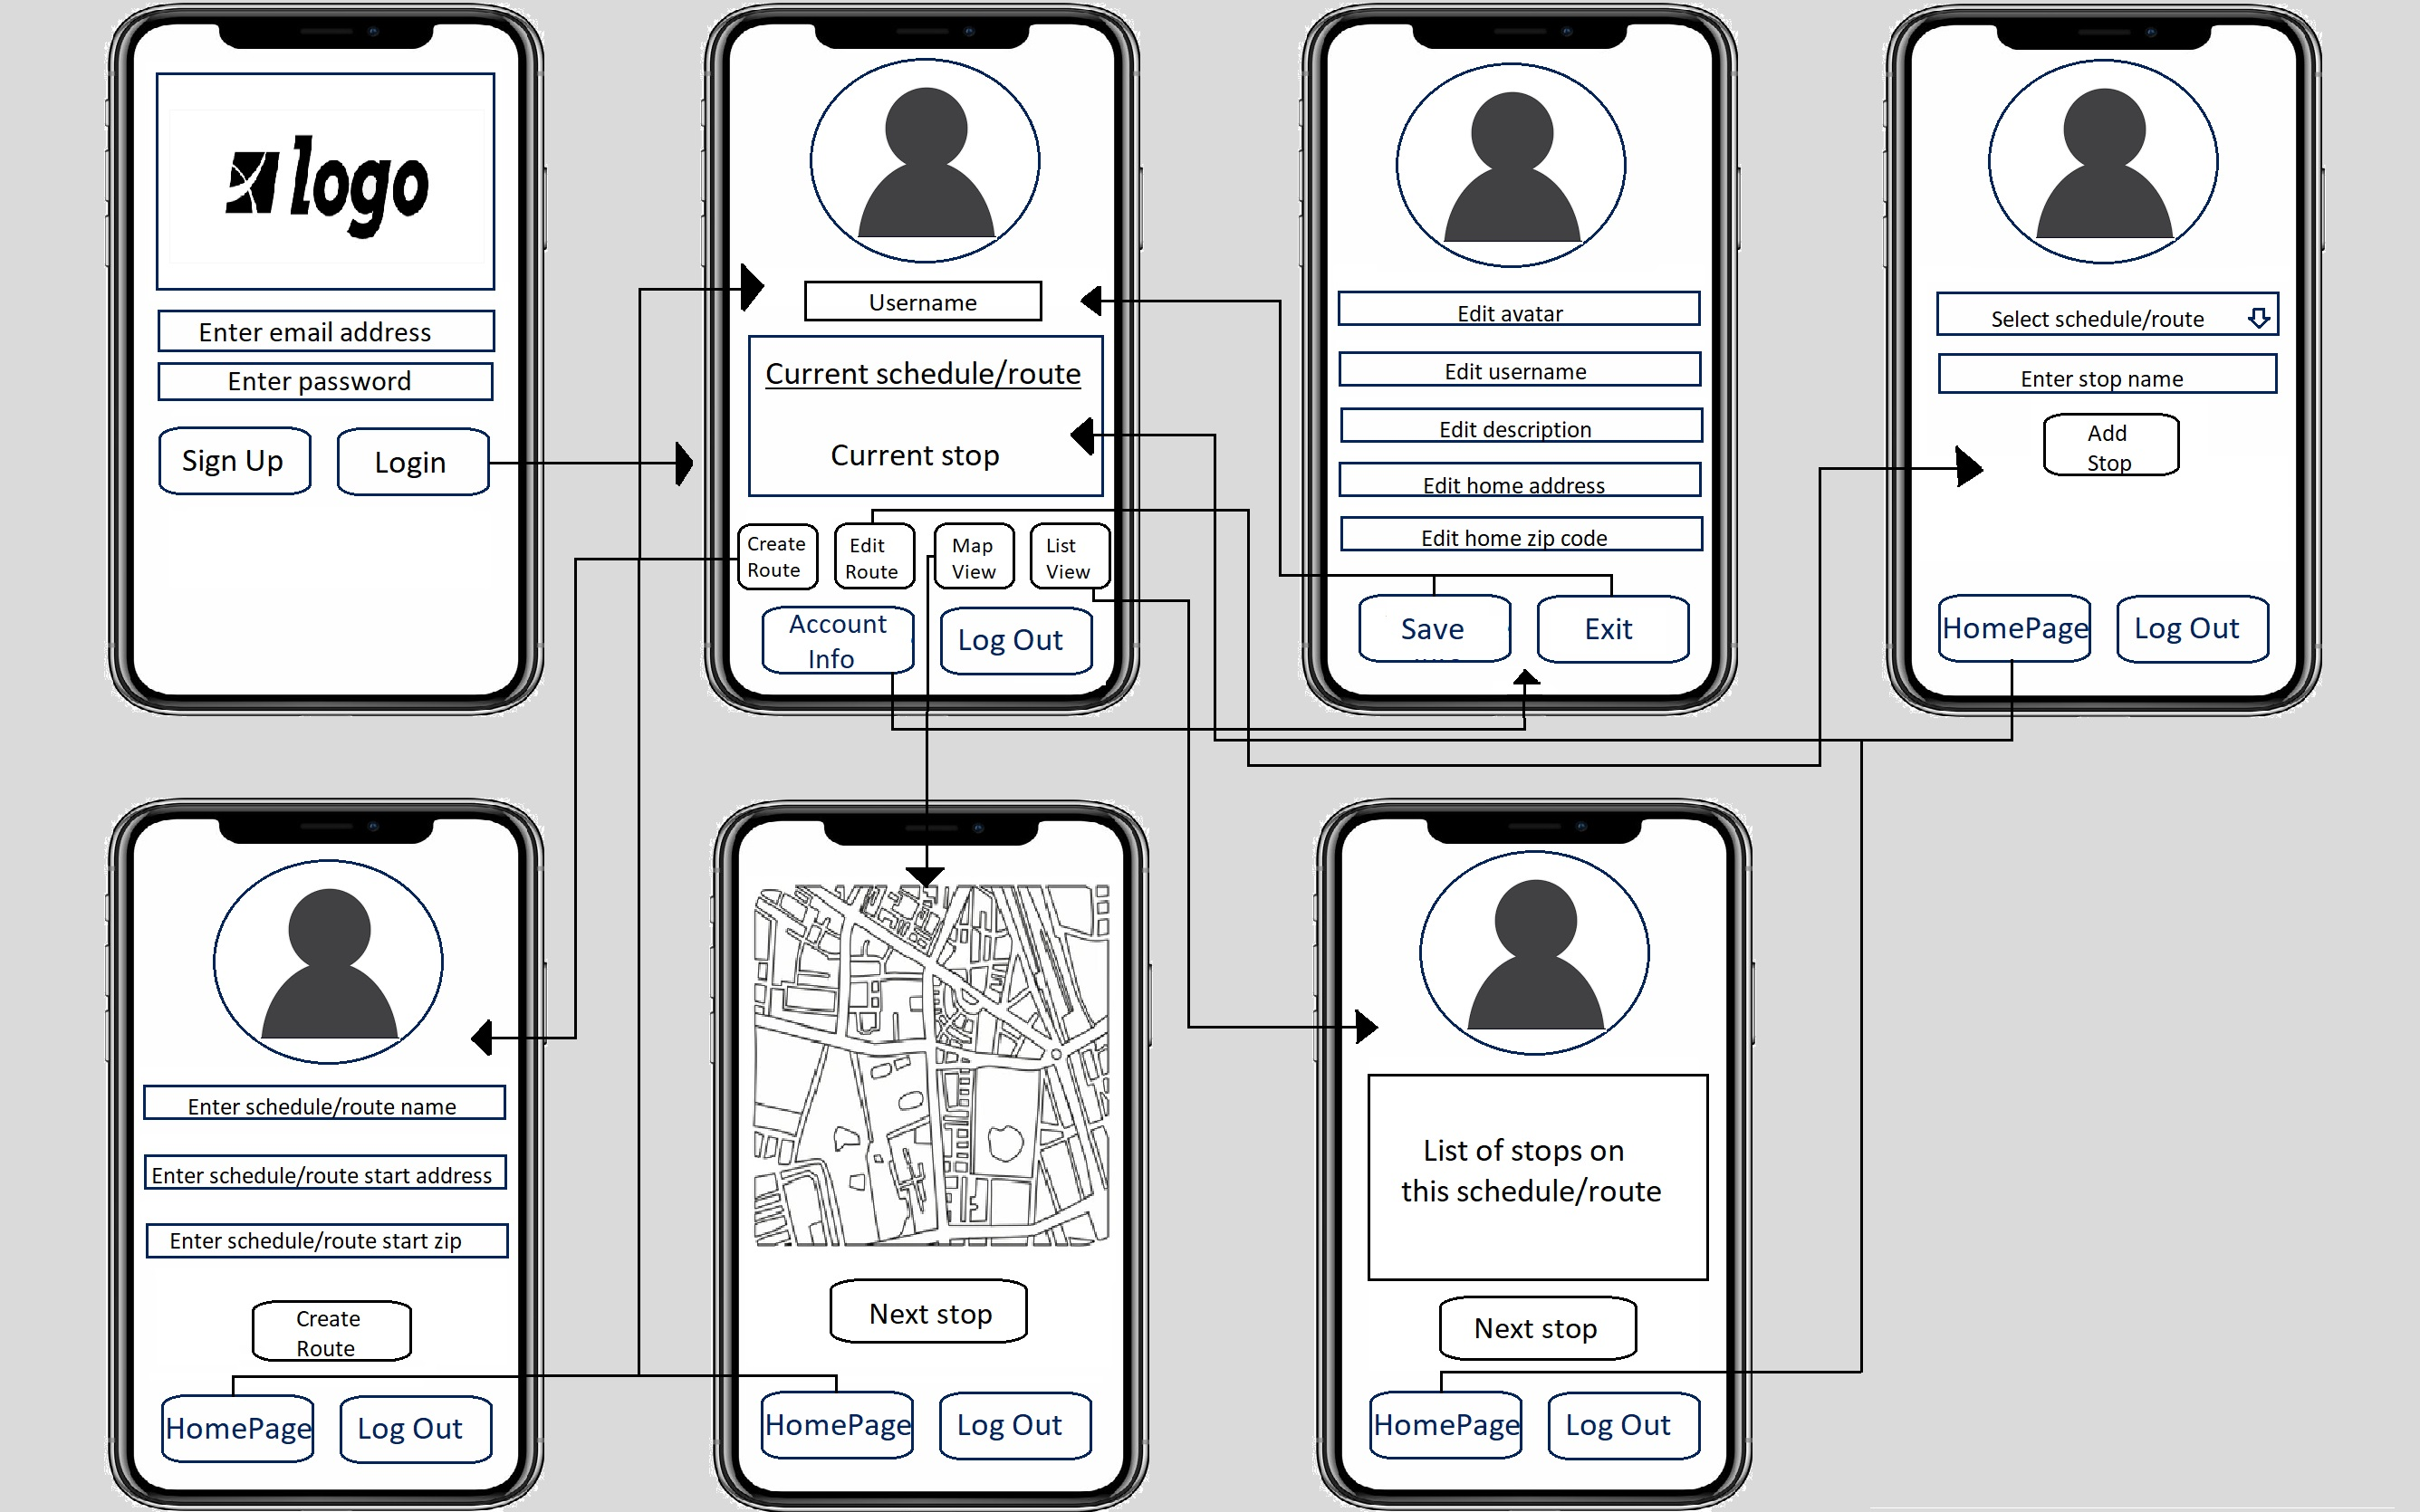 logo
Enter email address
Enter password
Sign Up
Login
Username
Current schedule/route
Current stop
Create
Route
Edit
Route
Map
View
List
View
Account
Info
Log Out
Edit avatar
Edit username
Edit description
Edit home address
Edit home zip code
Save
Exit
Select schedule/route
Enter stop name
Add
Stop
HomePage
Log Out
Enter schedule/route name
Enter schedule/route start address
Enter schedule/route start zip
Create
Route
HomePage
Log Out
Next stop
HomePage
Log Out
List of stops on
this schedule/route
Next stop
HomePage
Log Out